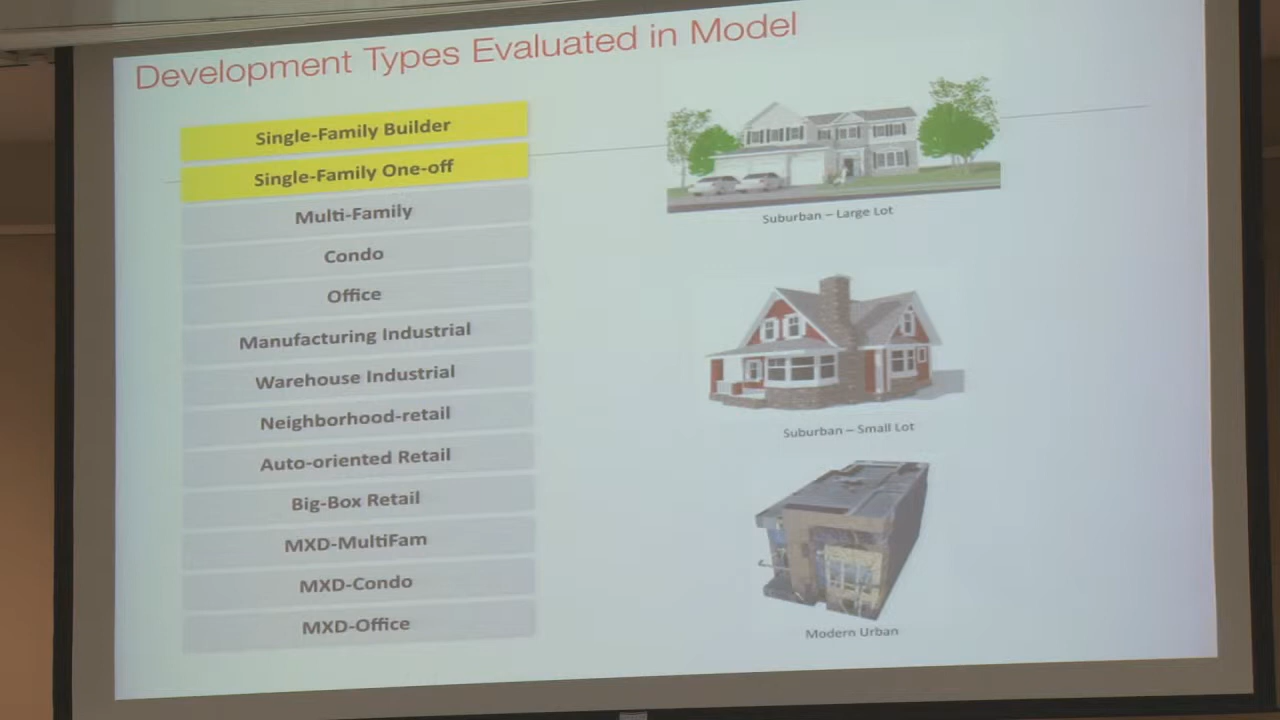 Development Types Evaluated in Model
Single-Family Builder
Single-Family One-off
Multi-Family
Condo
Office
Manufacturing Industrial
Warehouse Industrial
Neighborhood-retail
Auto-oriented Retail
Big-Box Retail
MXD-MultiFam
MXD-Condo
MXD-Office
Suburban – Large Lot
Suburban – Small Lot
Modern Urban